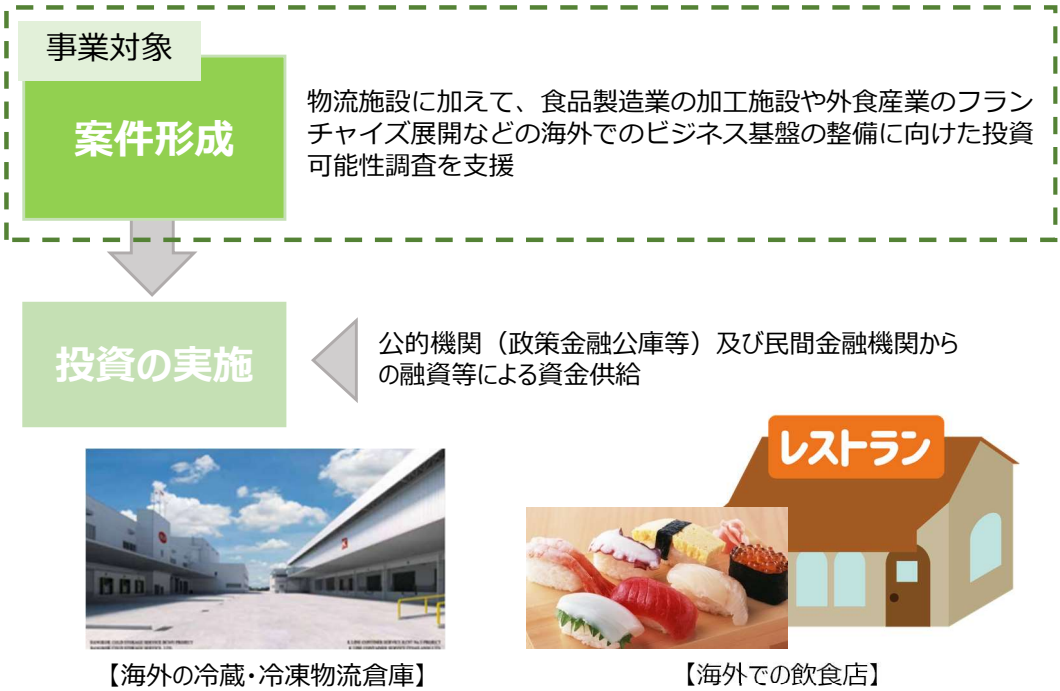 事業対象
案件形成
物流施設に加えて、食品製造業の加工施設や外食産業のフラン
チャイズ展開などの海外でのビジネス基盤の整備に向けた投資
可能性調査を支援
投資の実施
公的機関（政策金融公庫等）及び民間金融機関から
の融資等による資金供給
レストラン
【海外の冷蔵・冷凍物流倉庫】
【海外での飲食店】